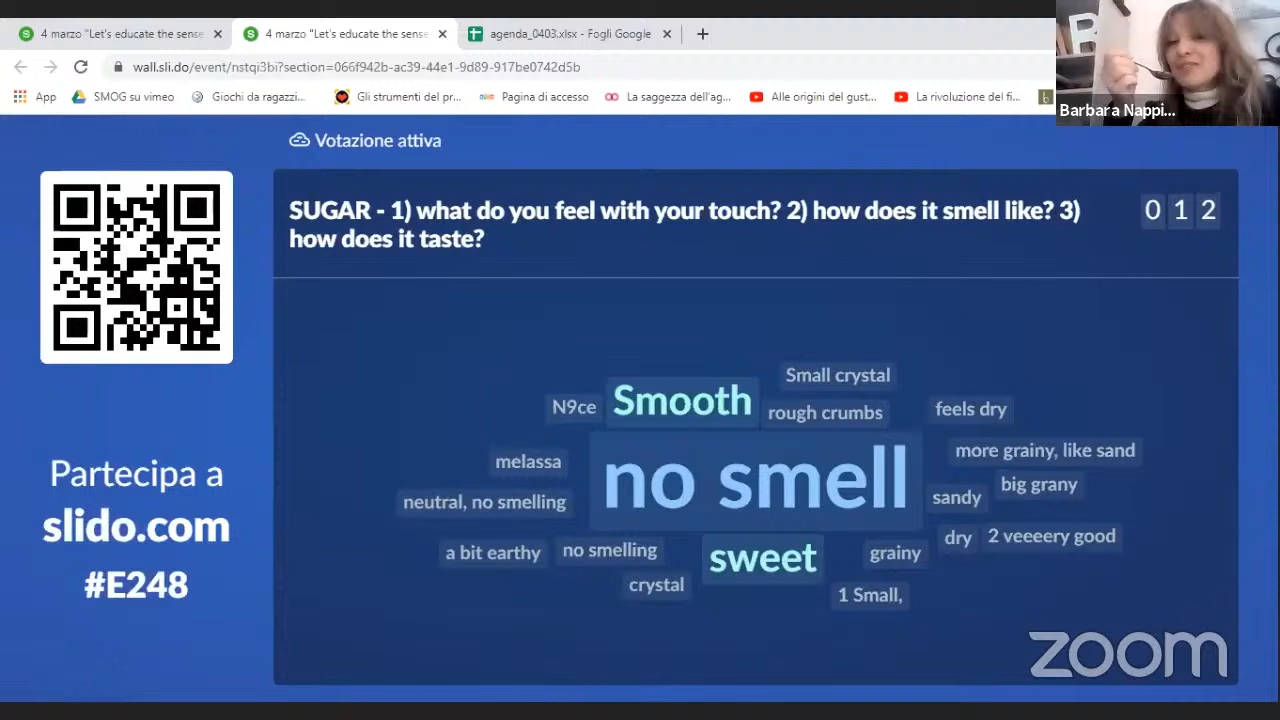 4 marzo "Let's educate the sense
4 marzo "Let's educate the sense
agenda_0403.xlsx - Fogli Google
wall.sli.do/event/nstqi3bi?section=066f942b-ac39-44e1-9d89-917be0742d5b
App
SMOG su vimeo
Giochi da ragazzi...
Gli strumenti del pr...
Pagina di accesso
La saggezza dell'ag...
Alle origini del gust...
La rivoluzione del fi...
Barbara Nappi...
Votazione attiva
SUGAR - 1) what do you feel with your touch? 2) how does it smell like? 3)
how does it taste?
0 1 2
Small crystal
N9ce
Smooth
rough crumbs
feels dry
more grainy, like sand
melassa
no smell
big grany
neutral, no smelling
sandy
dry
2 veeeery good
a bit earthy
no smelling
sweet
grainy
crystal
1 Small,
Partecipa a
slido.com
#E248
zoom